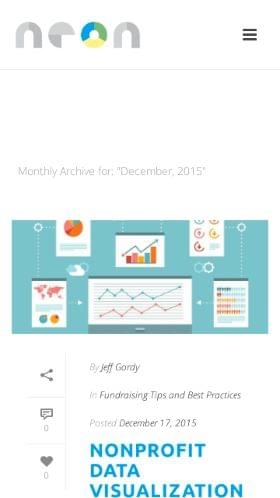 neon
Monthly Archive for: "December, 2015"
By Jeff Gordy
In Fundraising Tips and Best Practices
Posted December 17, 2015
0
0
NONPROFIT
DATA
VISUALIZATION